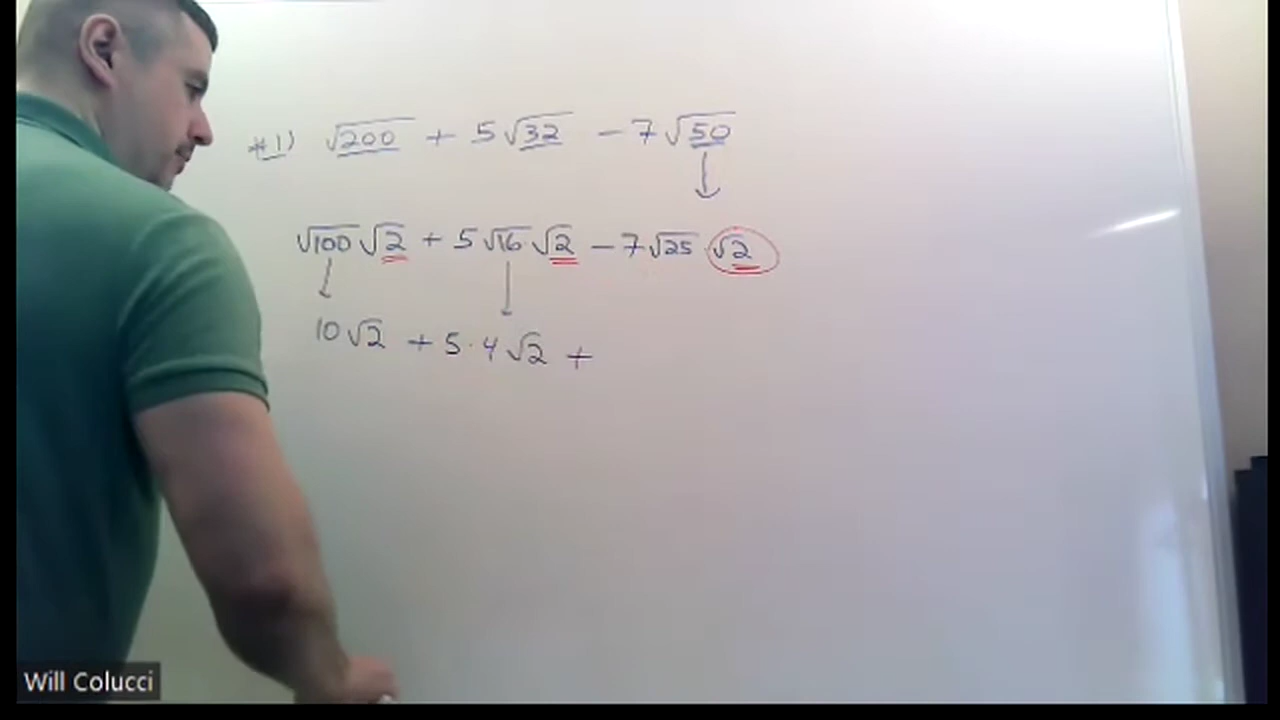 #1) √200 + 5√32 - 7√50
√100 √2 + 5√16 √2 - 7√25 · √2
10√2 + 5·4√2 +
Will Colucci